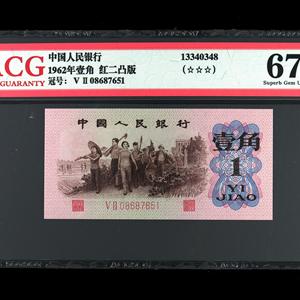 ACG
GUARANTY
中国人民银行
1962年壹角 红二凸版
冠号: V II 08687651
13340348
(☆☆☆)
67
Superb Gem U
中國人民银行
壹角
1
YI
JIAO
V II 08687651